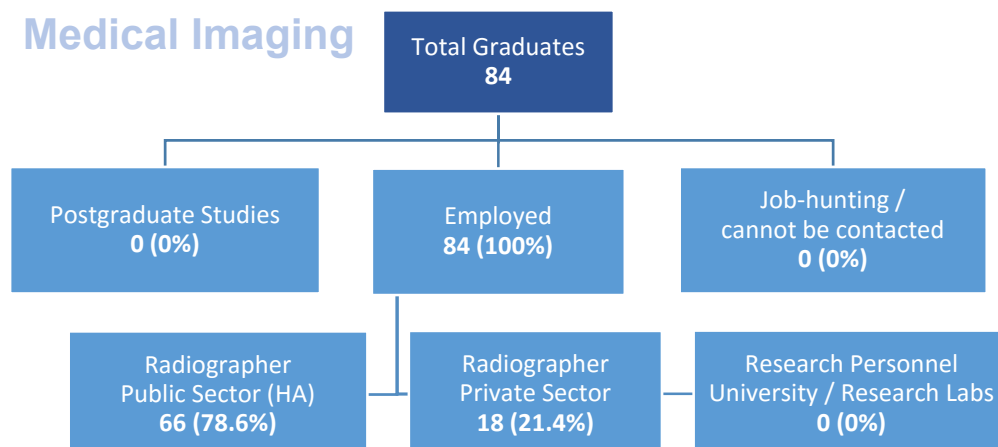 Medical Imaging
Total Graduates
84
Postgraduate Studies
0 (0%)
Employed
84 (100%)
Job-hunting /
cannot be contacted
0 (0%)
Radiographer
Public Sector (HA)
66 (78.6%)
Radiographer
Private Sector
18 (21.4%)
Research Personnel
University / Research Labs
0 (0%)